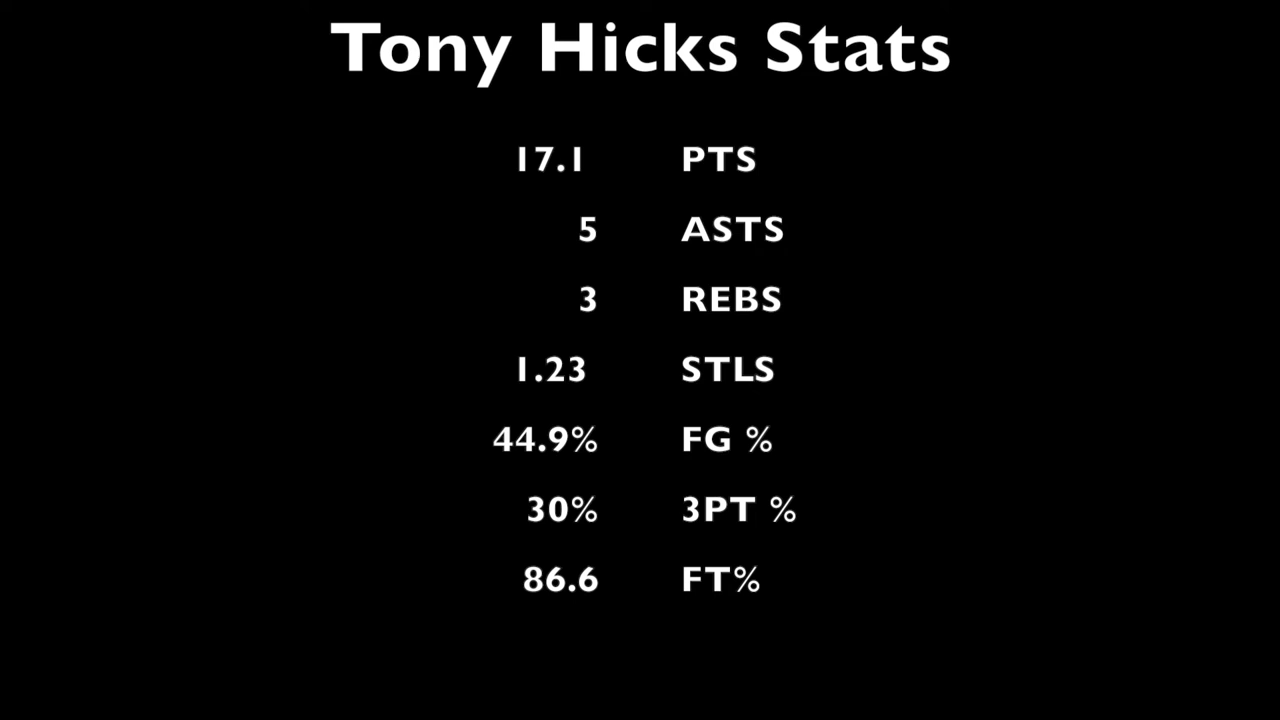 Tony Hicks Stats
17.1 PTS
5 ASTS
3 REBS
1.23 STLS
44.9% FG %
30% 3PT %
86.6 FT%